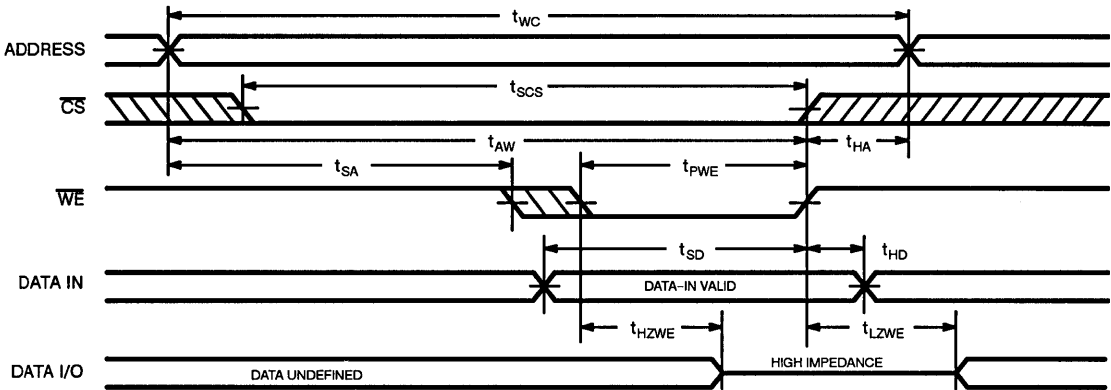 tWC
ADDRESS
tSCS
CS
tAW
tHA
tSA
tPWE
WE
tSD
tHD
DATA IN
DATA-IN VALID
tHZWE
tLZWE
DATA I/O
DATA UNDEFINED
HIGH IMPEDANCE